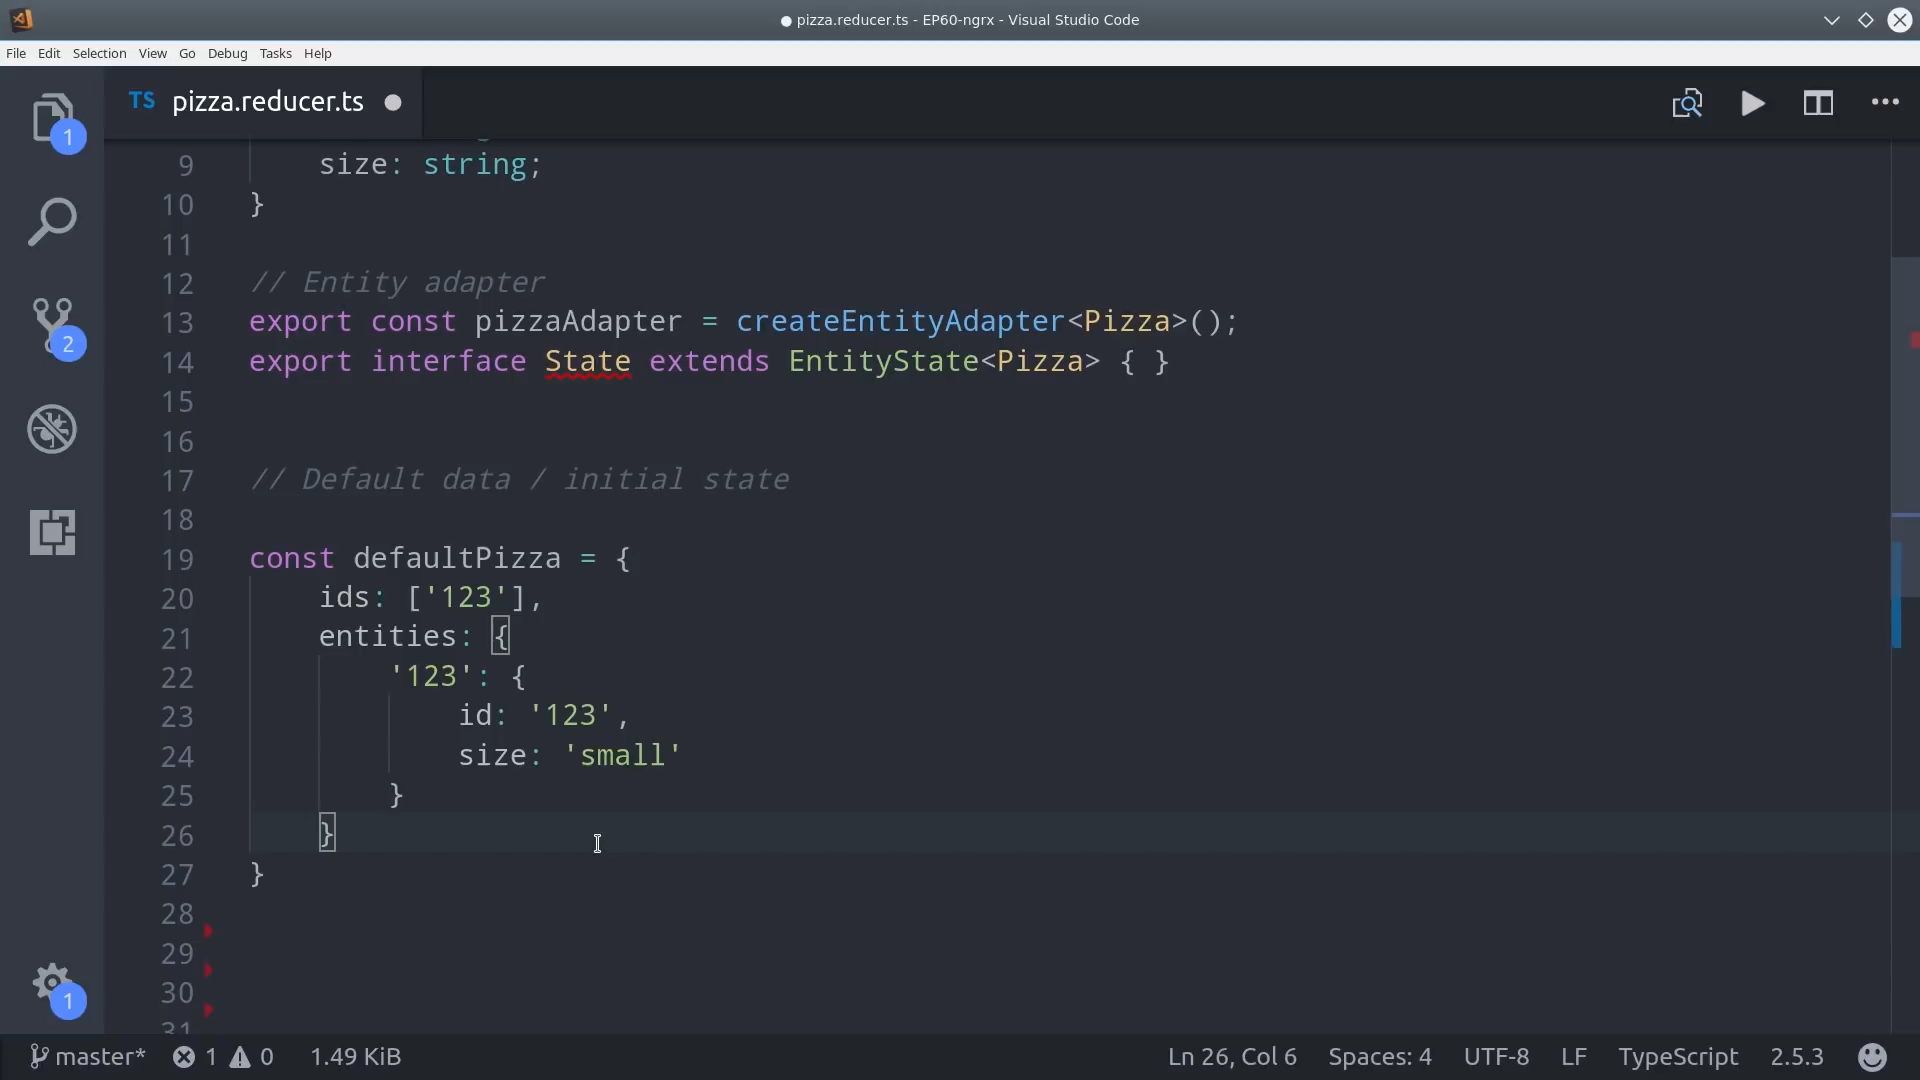 pizza.reducer.ts - EP60-ngrx - Visual Studio Code
File Edit Selection View Go Debug Tasks Help
TS pizza.reducer.ts
1
2
1
9 size: string;
10 }
11
12 // Entity adapter
13 export const pizzaAdapter = createEntityAdapter<Pizza>();
14 export interface State extends EntityState<Pizza> { }
15
16
17 // Default data / initial state
18
19 const defaultPizza = {
20 ids: ['123'],
21 entities: {
22 '123': {
23 id: '123',
24 size: 'small'
25 }
26 }
27 }
28
29
30
31
master* 1 0 1.49 KiB Ln 26, Col 6 Spaces: 4 UTF-8 LF TypeScript 2.5.3